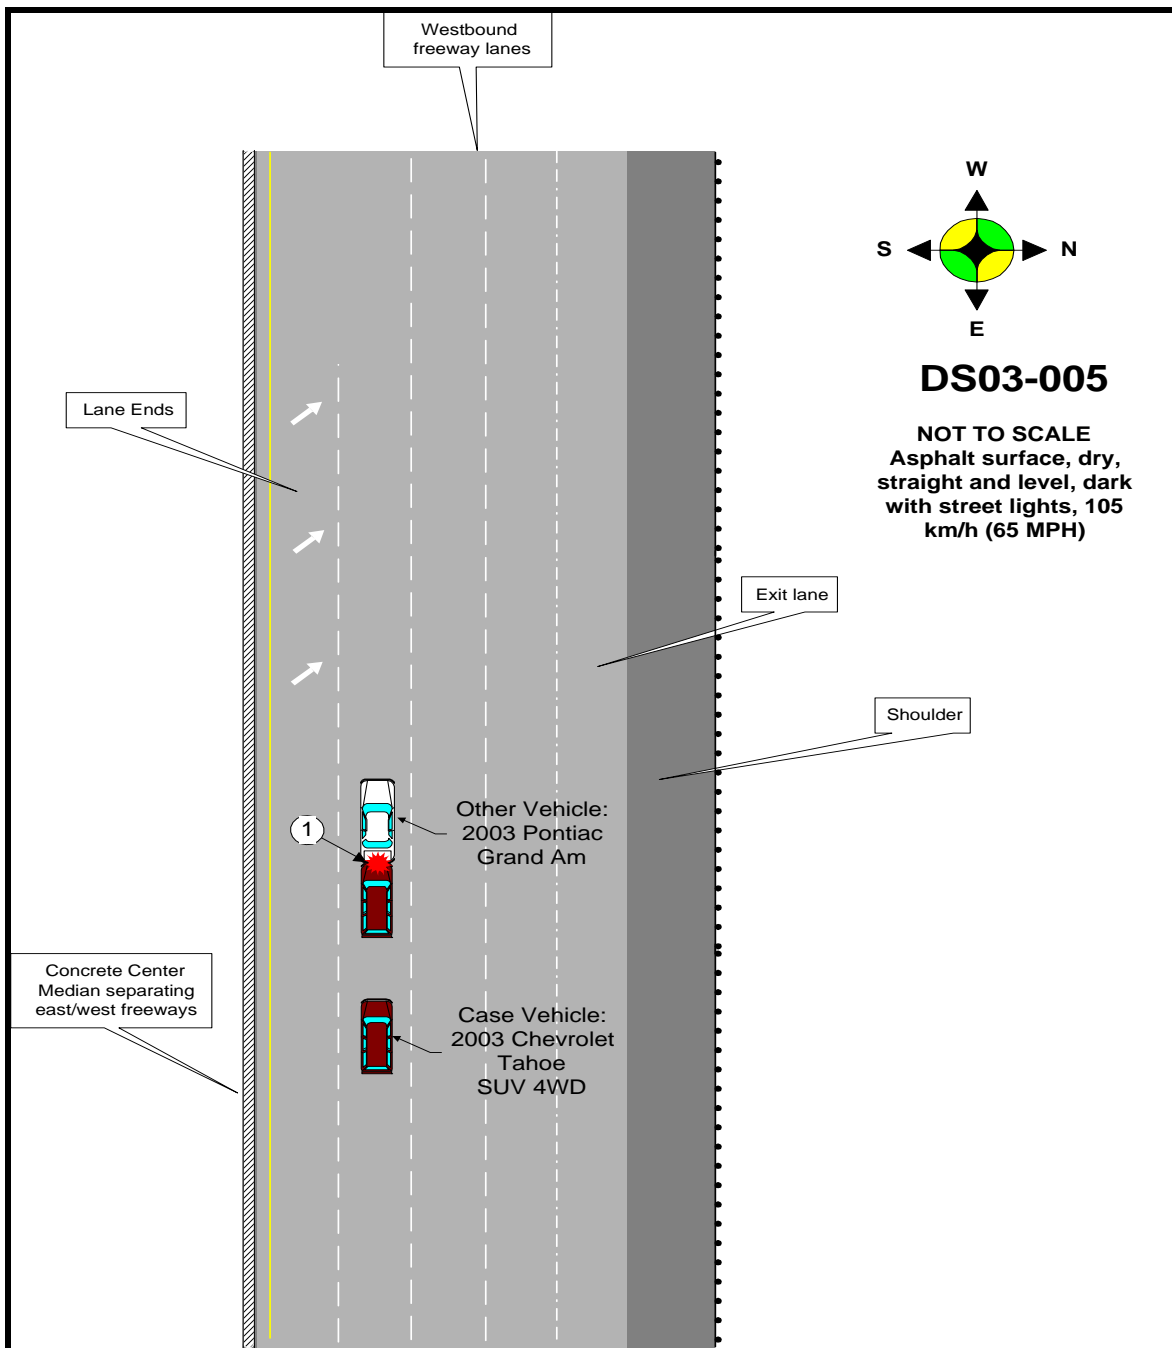 Westbound
freeway lanes
W
S
N
E
DS03-005
Lane Ends
NOT TO SCALE
Asphalt surface, dry,
straight and level, dark
with street lights, 105
km/h (65 MPH)
Exit lane
Shoulder
Other Vehicle:
2003 Pontiac
Grand Am
1
Concrete Center
Median separating
east/west freeways
Case Vehicle:
2003 Chevrolet
Tahoe
SUV 4WD